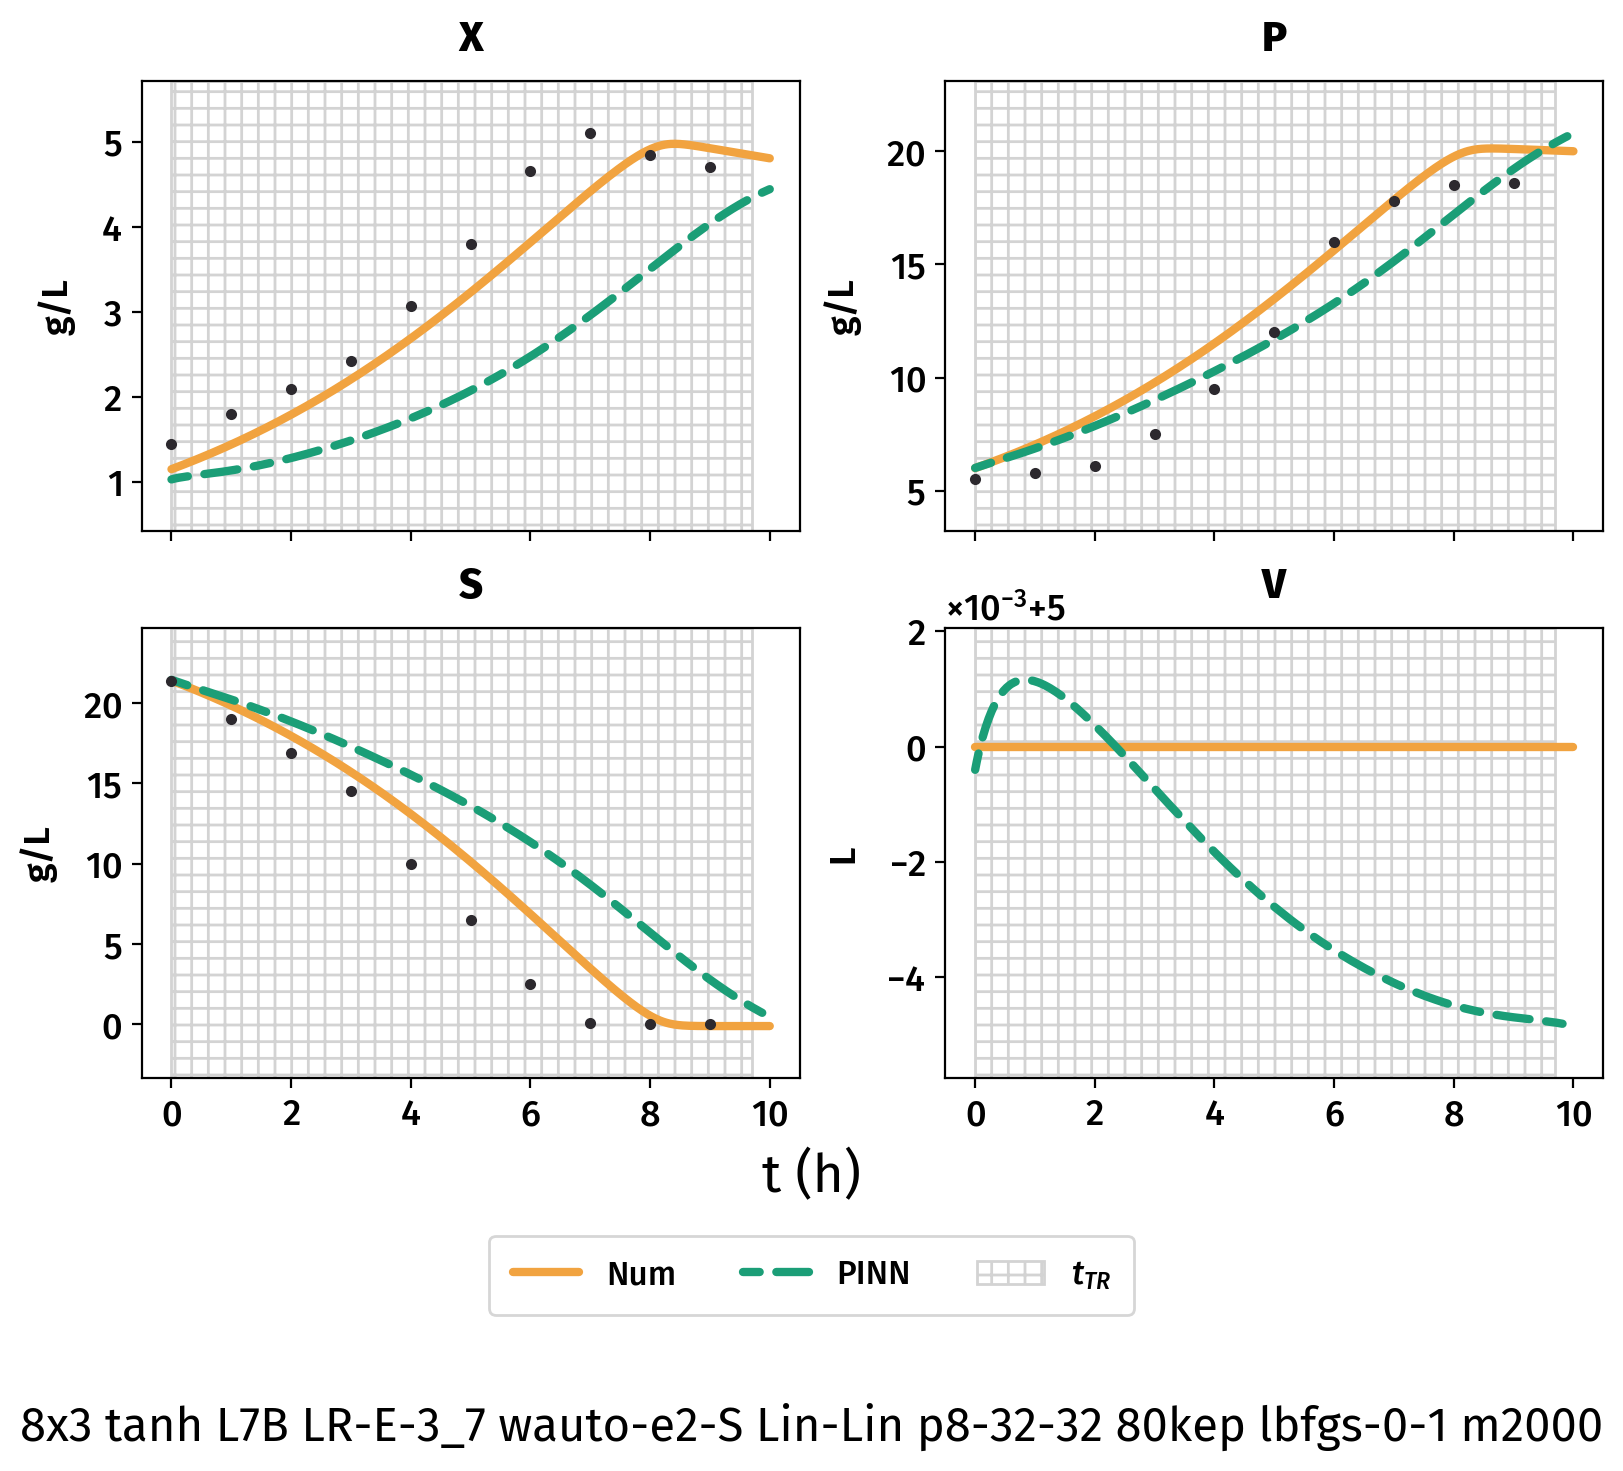 X
P
5
4
3
2
1
g/L
20
15
10
5
g/L
S
V
×10⁻³+5
20
15
10
5
0
g/L
2
0
−2
−4
L
0 2 4 6 8 10
0 2 4 6 8 10
t (h)
Num PINN t_TR
8x3 tanh L7B LR-E-3_7 wauto-e2-S Lin-Lin p8-32-32 80kep lbfgs-0-1 m2000